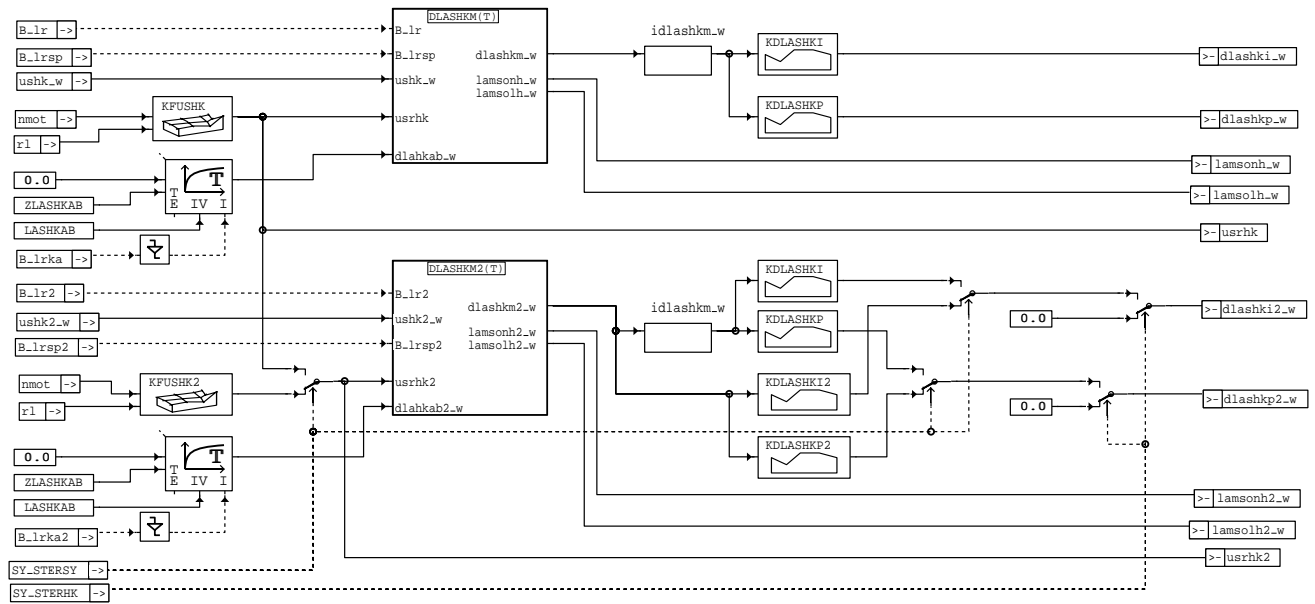 DLASHKM(T)
B_lr ->
B_lr
idlashkm_w
B_lrsp ->
B_lrsp
dlashkm_w
KDLASHKI
>- dlashki_w
ushk_w ->
ushk_w
lamsonh_w
lamsolh_w
KFUSHK
nmot ->
usrhk
KDLASHKP
>- dlashkp_w
rl ->
dlahkab_w
>- lamsonh_w
0.0
T
T
E IV I
ZLASHKAB
>- lamsolh_w
LASHKAB
>- usrhk
B_lrka ->
DLASHKM2(T)
B_lr2 ->
B_lr2
dlashkm2_w
idlashkm_w
KDLASHKI
>- dlashki2_w
ushk2_w ->
ushk2_w
lamsonh2_w
KDLASHKP
0.0
B_lrsp2 ->
B_lrsp2
lamsolh2_w
nmot ->
KFUSHK2
usrhk2
KDLASHKI2
>- dlashkp2_w
rl ->
dlahkab2_w
0.0
KDLASHKP2
0.0
T
T
E IV I
ZLASHKAB
LASHKAB
>- lamsonh2_w
B_lrka2 ->
>- lamsolh2_w
SY_STERSY ->
>- usrhk2
SY_STERHK ->